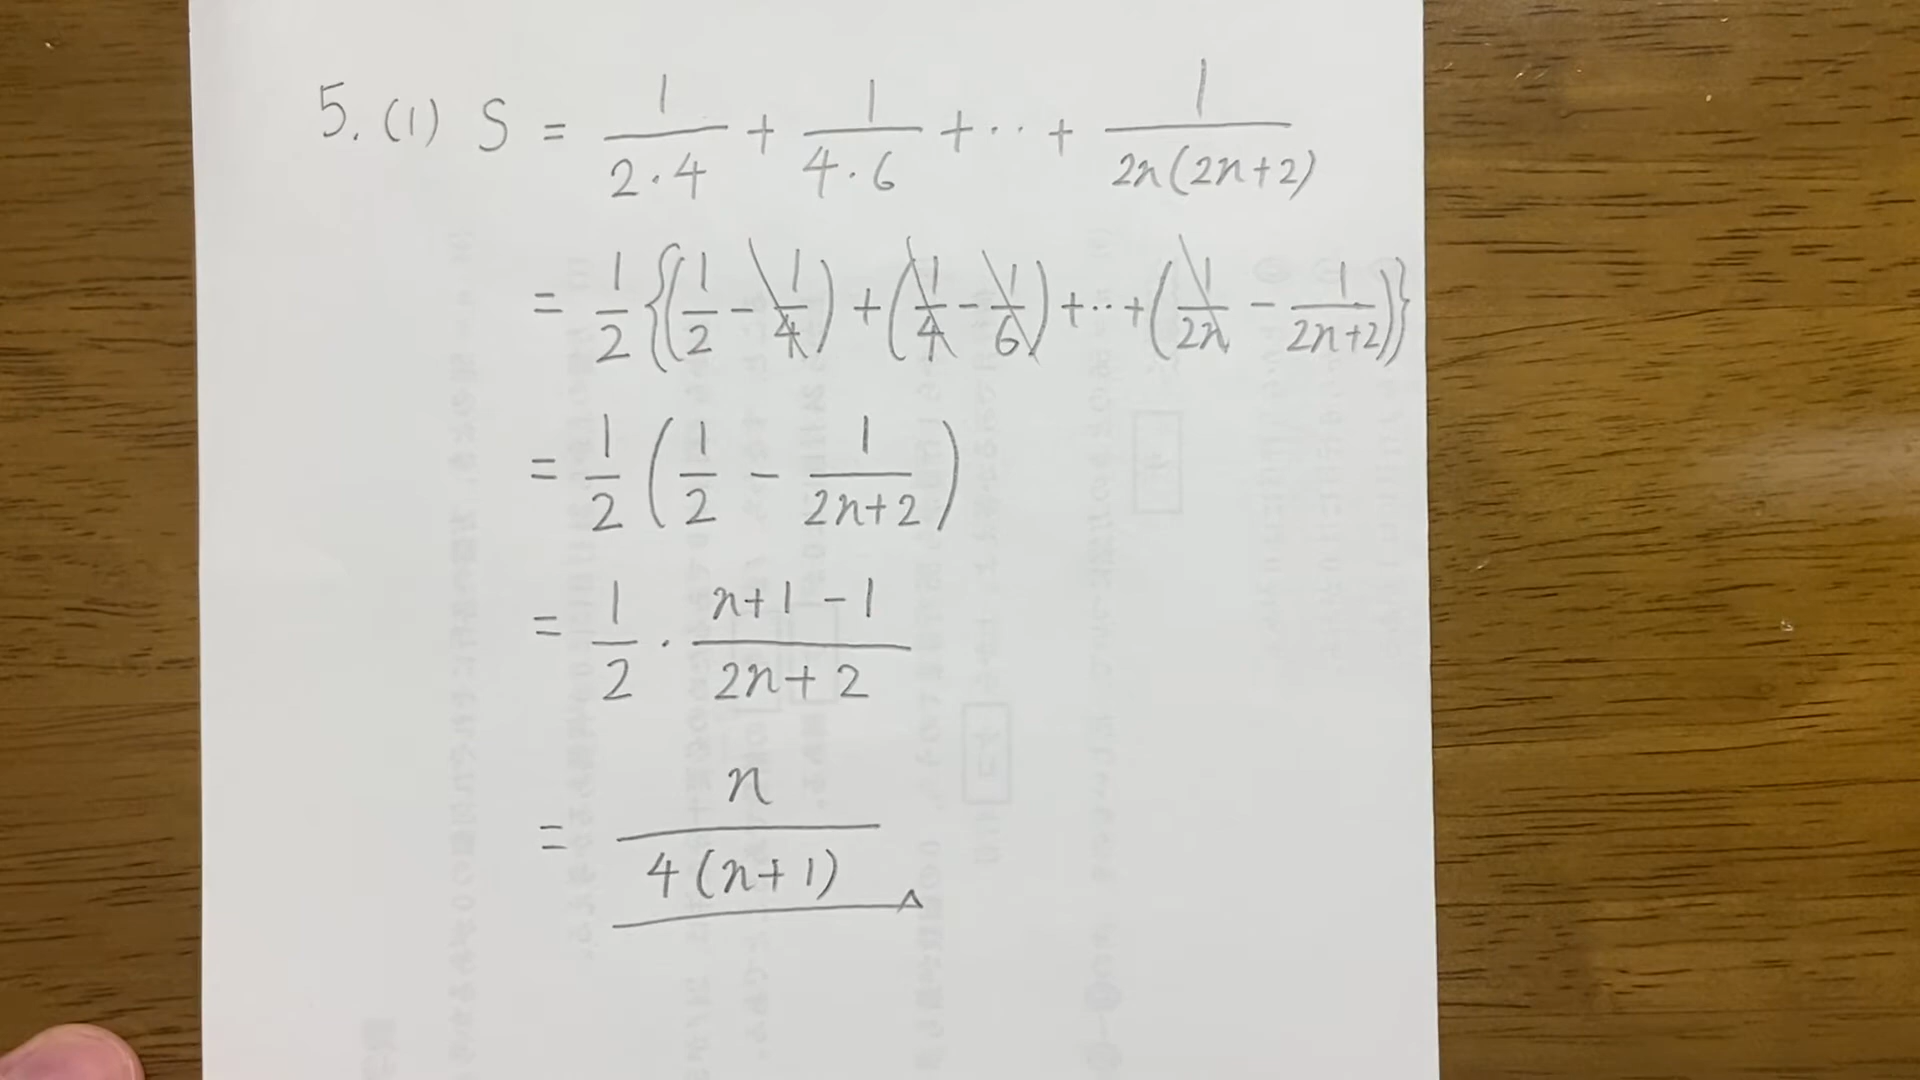 5. (1) S = 1/(2·4) + 1/(4·6) + ·· + 1/(2n(2n+2))
= 1/2 {(1/2 - 1/4) + (1/4 - 1/6) + ·· + (1/2n - 1/(2n+2))}
= 1/2 (1/2 - 1/(2n+2))
= 1/2 · (n+1-1)/(2n+2)
= n/(4(n+1))